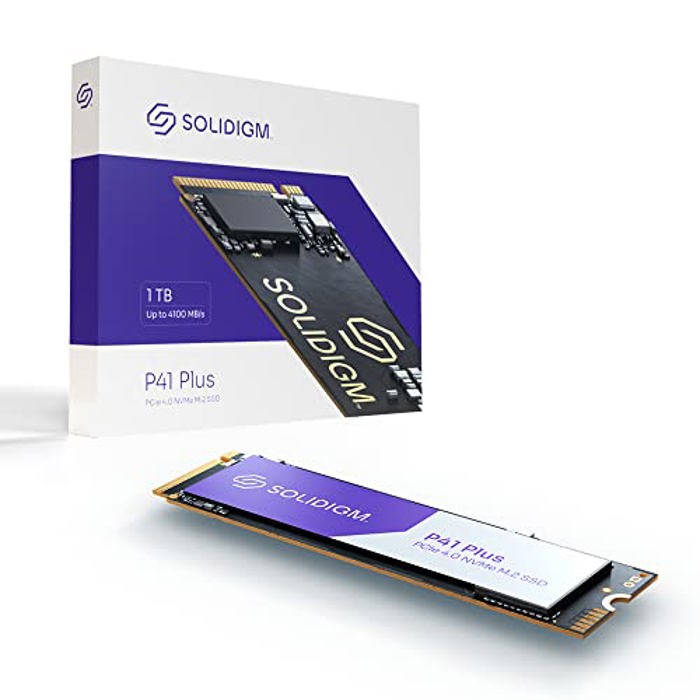 SOLIDIGM
1 TB
Up to 4100 MB/s
SOLIDIGM
P41 Plus
PCIe 4.0 NVMe M.2 SSD
SOLIDIGM
P41 Plus
PCIe 4.0 NVMe M.2 SSD